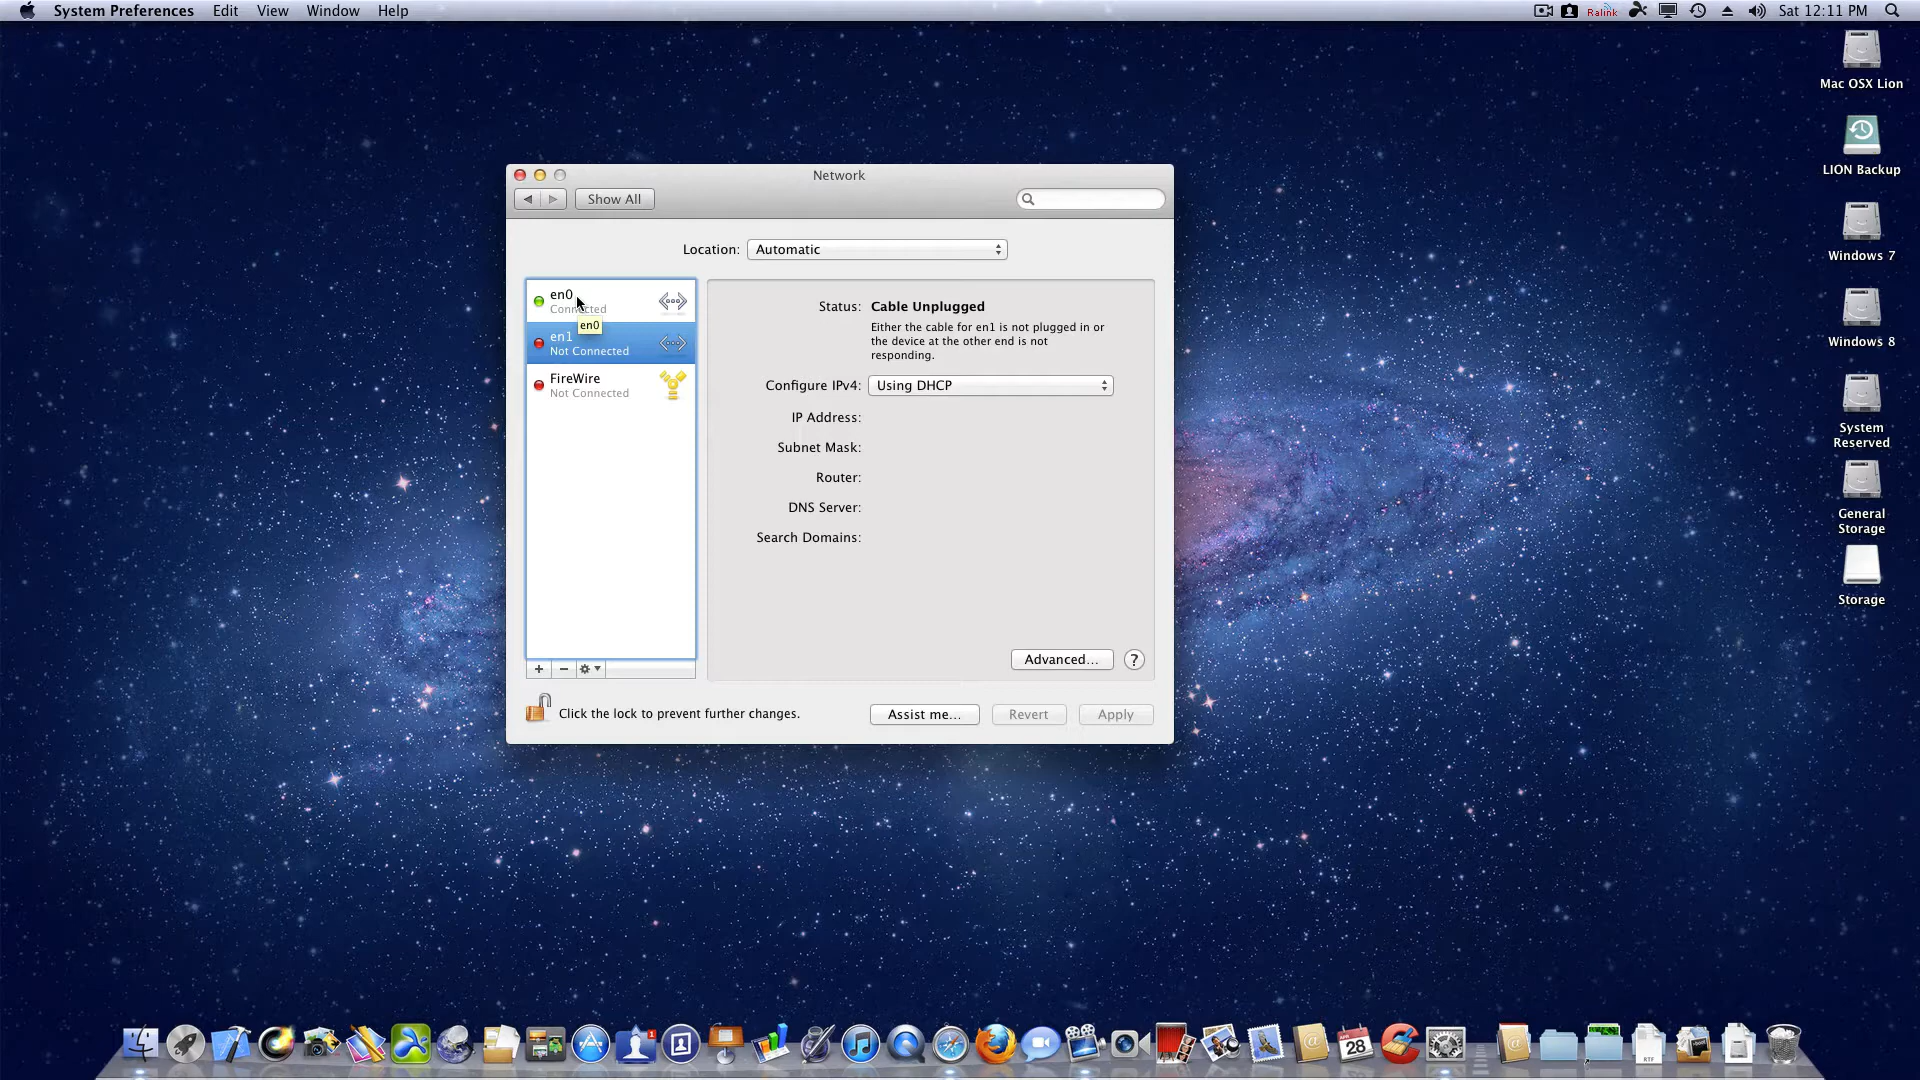 System Preferences Edit View Window Help
Ralink Sat 12:11 PM
Mac OSX Lion
LION Backup
Windows 7
Windows 8
System
Reserved
General
Storage
Storage
Network
Show All
Location: Automatic
en0
Connected
en0
en1
Not Connected
FireWire
Not Connected
Status: Cable Unplugged
Either the cable for en1 is not plugged in or
the device at the other end is not
responding.
Configure IPv4: Using DHCP
IP Address:
Subnet Mask:
Router:
DNS Server:
Search Domains:
Advanced... ?
Click the lock to prevent further changes.
Assist me... Revert Apply
1
28
RTF